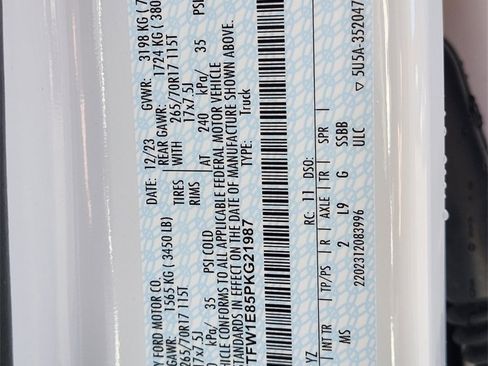 Y FORD MOTOR CO.
DATE: 12/23 GVWR: 3198 KG
GAWR: REAR GAWR: 1724 KG
1565 KG (3450 LB) WITH
265/70R17 115T TIRES 265/70R17 115T
17x7.5J RIMS 17x7.5J
kPa/ 35 PSI COLD AT 240 kPa/ 35 PSI
VEHICLE CONFORMS TO ALL APPLICABLE FEDERAL MOTOR VEHICLE
STANDARDS IN EFFECT ON THE DATE OF MANUFACTURE SHOWN ABOVE.
TFW1E85PKG21987 TYPE: Truck
YZ RC: 11 DSO:
INT TR TP/PS R AXLE TR SPR
MS 2 L9 G SSBB
2202312083996 ULC
▽ 5U5A-352047